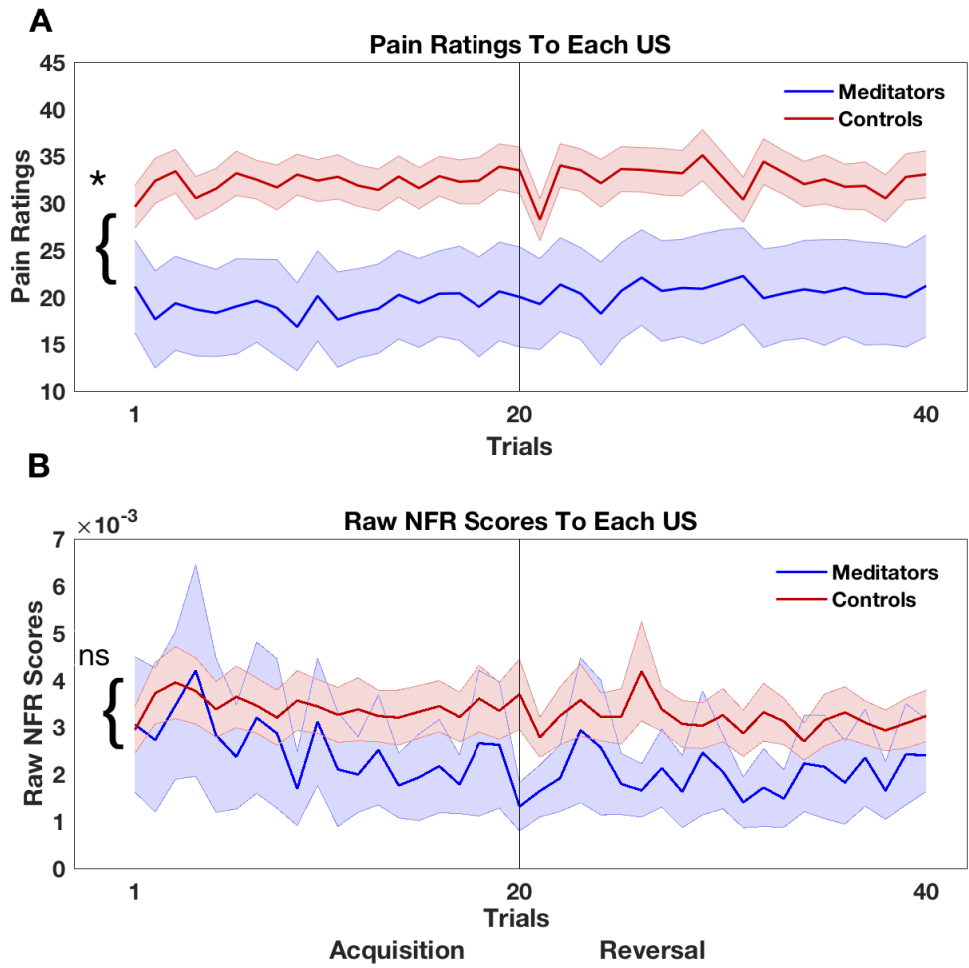 A
Pain Ratings To Each US
45
40
35
30
25
20
15
10
Pain Ratings
*
{
Meditators
Controls
1 20 40
Trials
B
×10-3
Raw NFR Scores To Each US
7
6
5
4
3
2
1
0
Raw NFR Scores
ns
{
Meditators
Controls
1 20 40
Trials
Acquisition Reversal